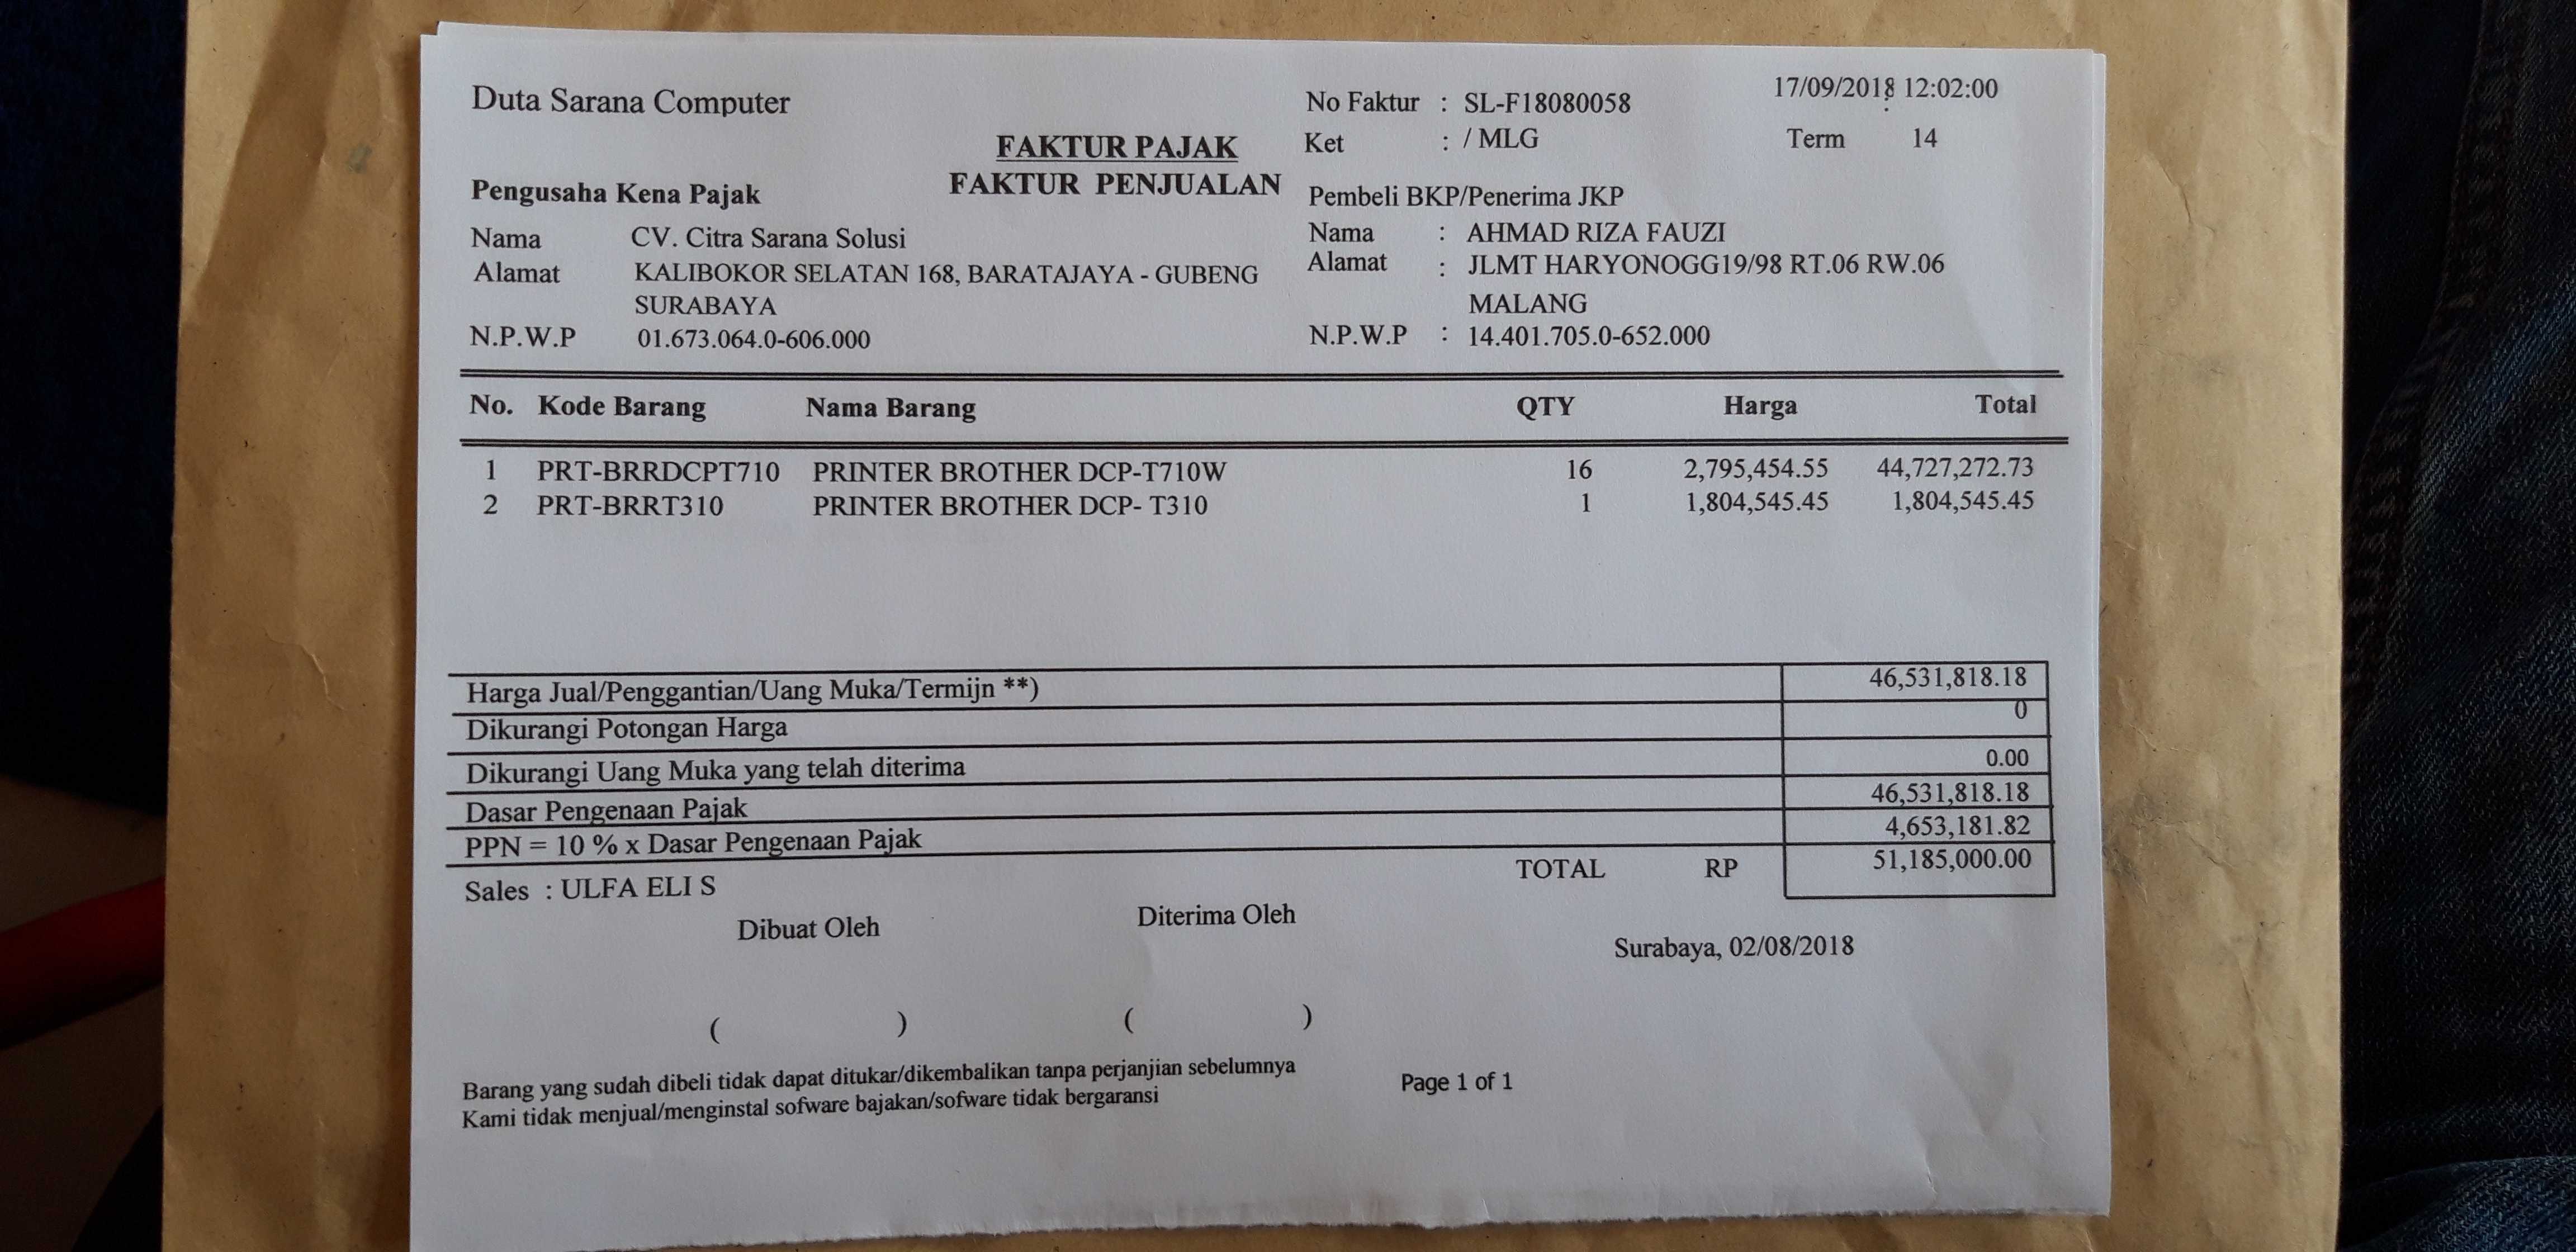 Duta Sarana Computer
No Faktur : SL-F18080058
17/09/2018 12:02:00
:
Ket : / MLG
Term 14
FAKTUR PAJAK
FAKTUR PENJUALAN
Pengusaha Kena Pajak
Nama CV. Citra Sarana Solusi
Alamat KALIBOKOR SELATAN 168, BARATAJAYA - GUBENG
SURABAYA
N.P.W.P 01.673.064.0-606.000
Pembeli BKP/Penerima JKP
Nama : AHMAD RIZA FAUZI
Alamat : JLMT HARYONOGG19/98 RT.06 RW.06
MALANG
N.P.W.P : 14.401.705.0-652.000
No. Kode Barang Nama Barang QTY Harga Total
1 PRT-BRRDCPT710 PRINTER BROTHER DCP-T710W 16 2,795,454.55 44,727,272.73
2 PRT-BRRT310 PRINTER BROTHER DCP- T310 1 1,804,545.45 1,804,545.45
Harga Jual/Penggantian/Uang Muka/Termijn **) 46,531,818.18
Dikurangi Potongan Harga 0
Dikurangi Uang Muka yang telah diterima 0.00
Dasar Pengenaan Pajak 46,531,818.18
PPN = 10 % x Dasar Pengenaan Pajak 4,653,181.82
TOTAL RP 51,185,000.00
Sales : ULFA ELI S
Dibuat Oleh Diterima Oleh
Surabaya, 02/08/2018
( ) ( )
Barang yang sudah dibeli tidak dapat ditukar/dikembalikan tanpa perjanjian sebelumnya
Kami tidak menjual/menginstal sofware bajakan/sofware tidak bergaransi
Page 1 of 1